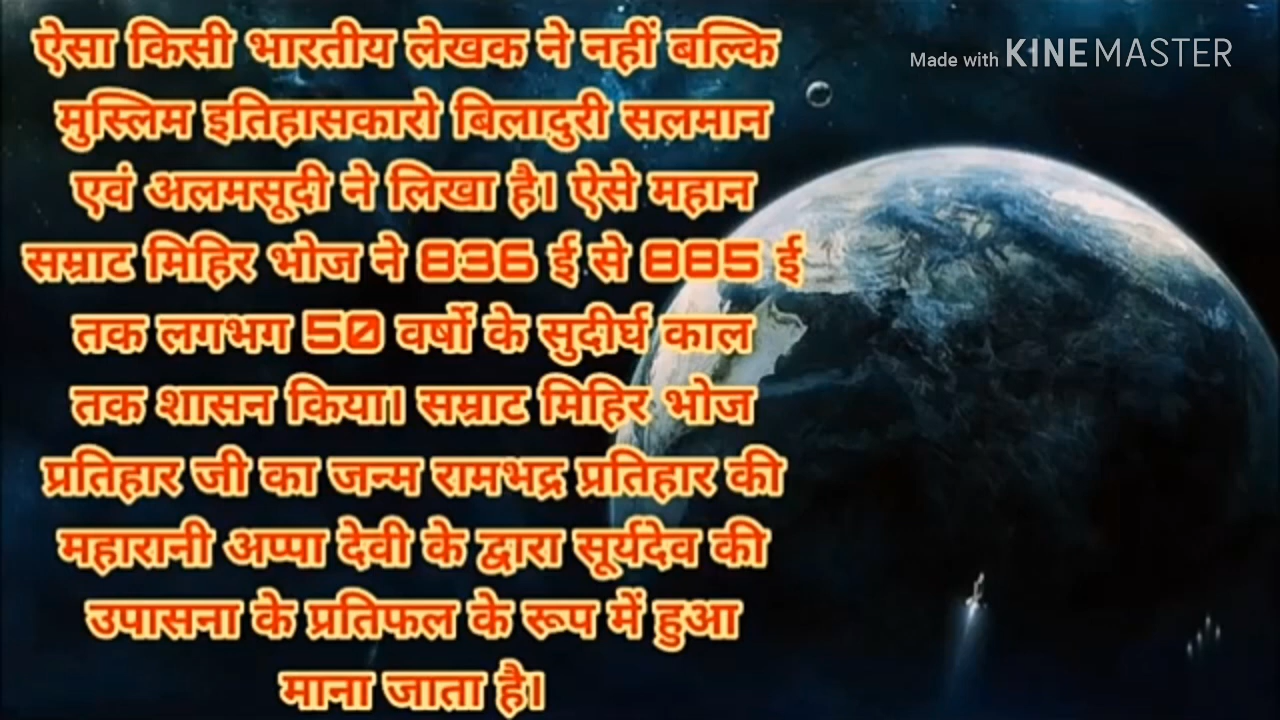 ऐसा किसी भारतीय लेखक ने नहीं बल्कि
मुस्लिम इतिहासकारो बिलादुरी सलमान
एवं अलमसूदी ने लिखा है। ऐसे महान
सम्राट मिहिर भोज ने 836 ई से 885 ई
तक लगभग 50 वर्षो के सुदीर्घ काल
तक शासन किया। सम्राट मिहिर भोज
प्रतिहार जी का जन्म रामभद्र प्रतिहार की
महारानी अप्पा देवी के द्वारा सूर्यदेव की
उपासना के प्रतिफल के रूप में हुआ
माना जाता है।
Made with KINEMASTER